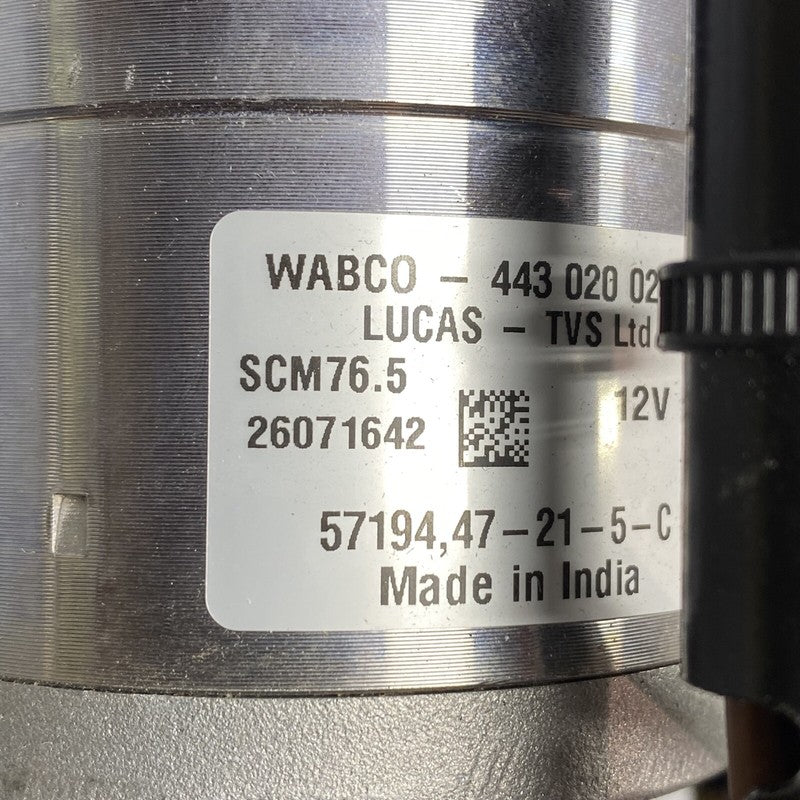 WABCO - 443 020 02
LUCAS - TVS Ltd
SCM76.5
12V
26071642
57194,47-21-5-C
Made in India